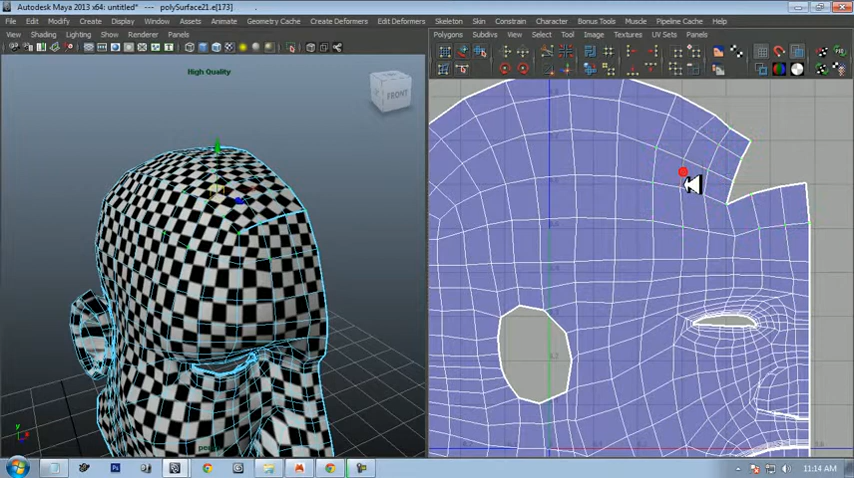 Autodesk Maya 2013 x64: untitled* --- polySurface21.e[173]
File Edit Modify Create Display Window Assets Animate Geometry Cache Create Deformers Edit Deformers Skeleton Skin Constrain Character Bonus Tools Muscle Pipeline Cache Help
View Shading Lighting Show Renderer Panels
Polygons Subdivs Edit View Select Tool Image Textures UV Sets Panels
High Quality
FRONT
persp
y
11:14 AM